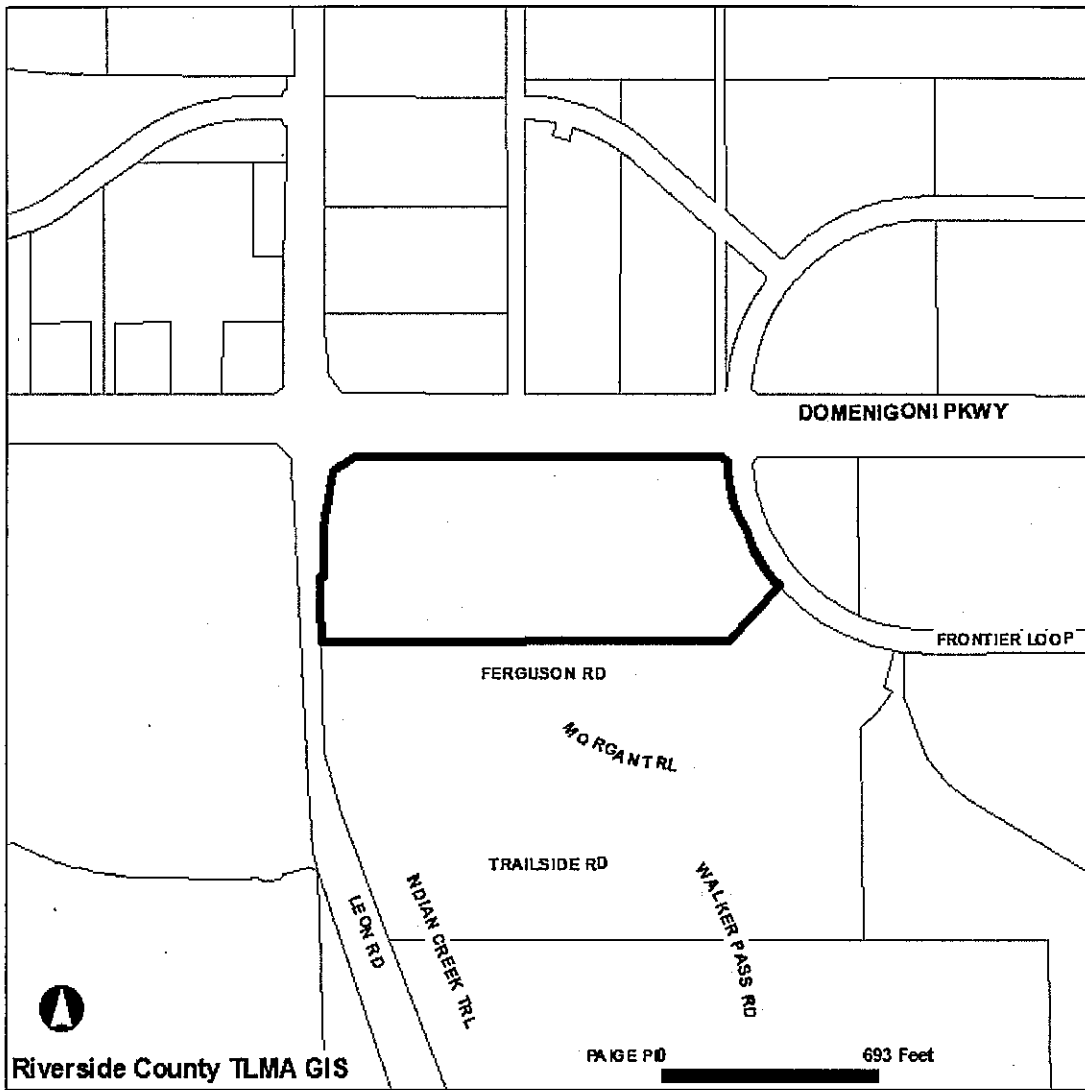 DOMENIGONI PKWY
FRONTIER LOOP
FERGUSON RD
MORGAN TRL
TRAILSIDE RD
WALKER PASS RD
NDIAN CREEK TRL
LEON RD
PAIGE Pl0 693 Feet
Riverside County TLMA GIS